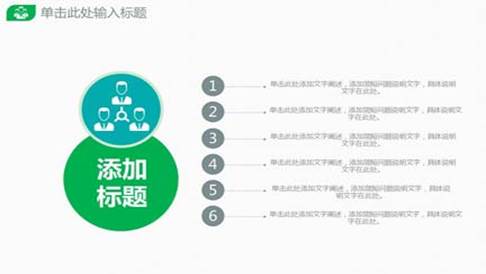 单击此处输入标题
添加
标题
1
单击此处添加文字阐述，添加简短问题说明文字，具体说明
文字在此处。
2
单击此处添加文字阐述，添加简短问题说明文字，具体说明文
字在此处。
3
单击此处添加文字阐述，添加简短问题说明文字，具体说明
文字在此处。
4
单击此处添加文字阐述，添加简短问题说明文字，具体说明
文字在此处。
5
单击此处添加文字阐述，添加简短问题说明文字，具体说
明文字在此处。
6
单击此处添加文字阐述，添加简短问题说明文字，具体说明文
字在此处。